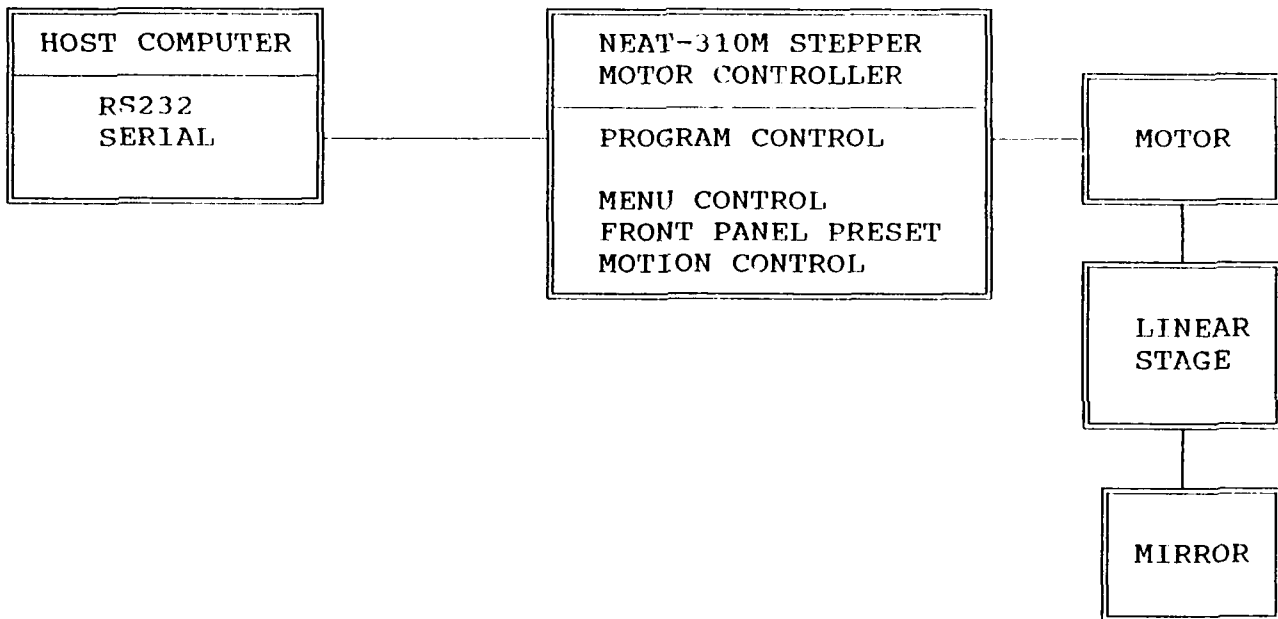 HOST COMPUTER
RS232
SERIAL
NEAT-310M STEPPER
MOTOR CONTROLLER
PROGRAM CONTROL
MENU CONTROL
FRONT PANEL PRESET
MOTION CONTROL
MOTOR
LINEAR
STAGE
MIRROR